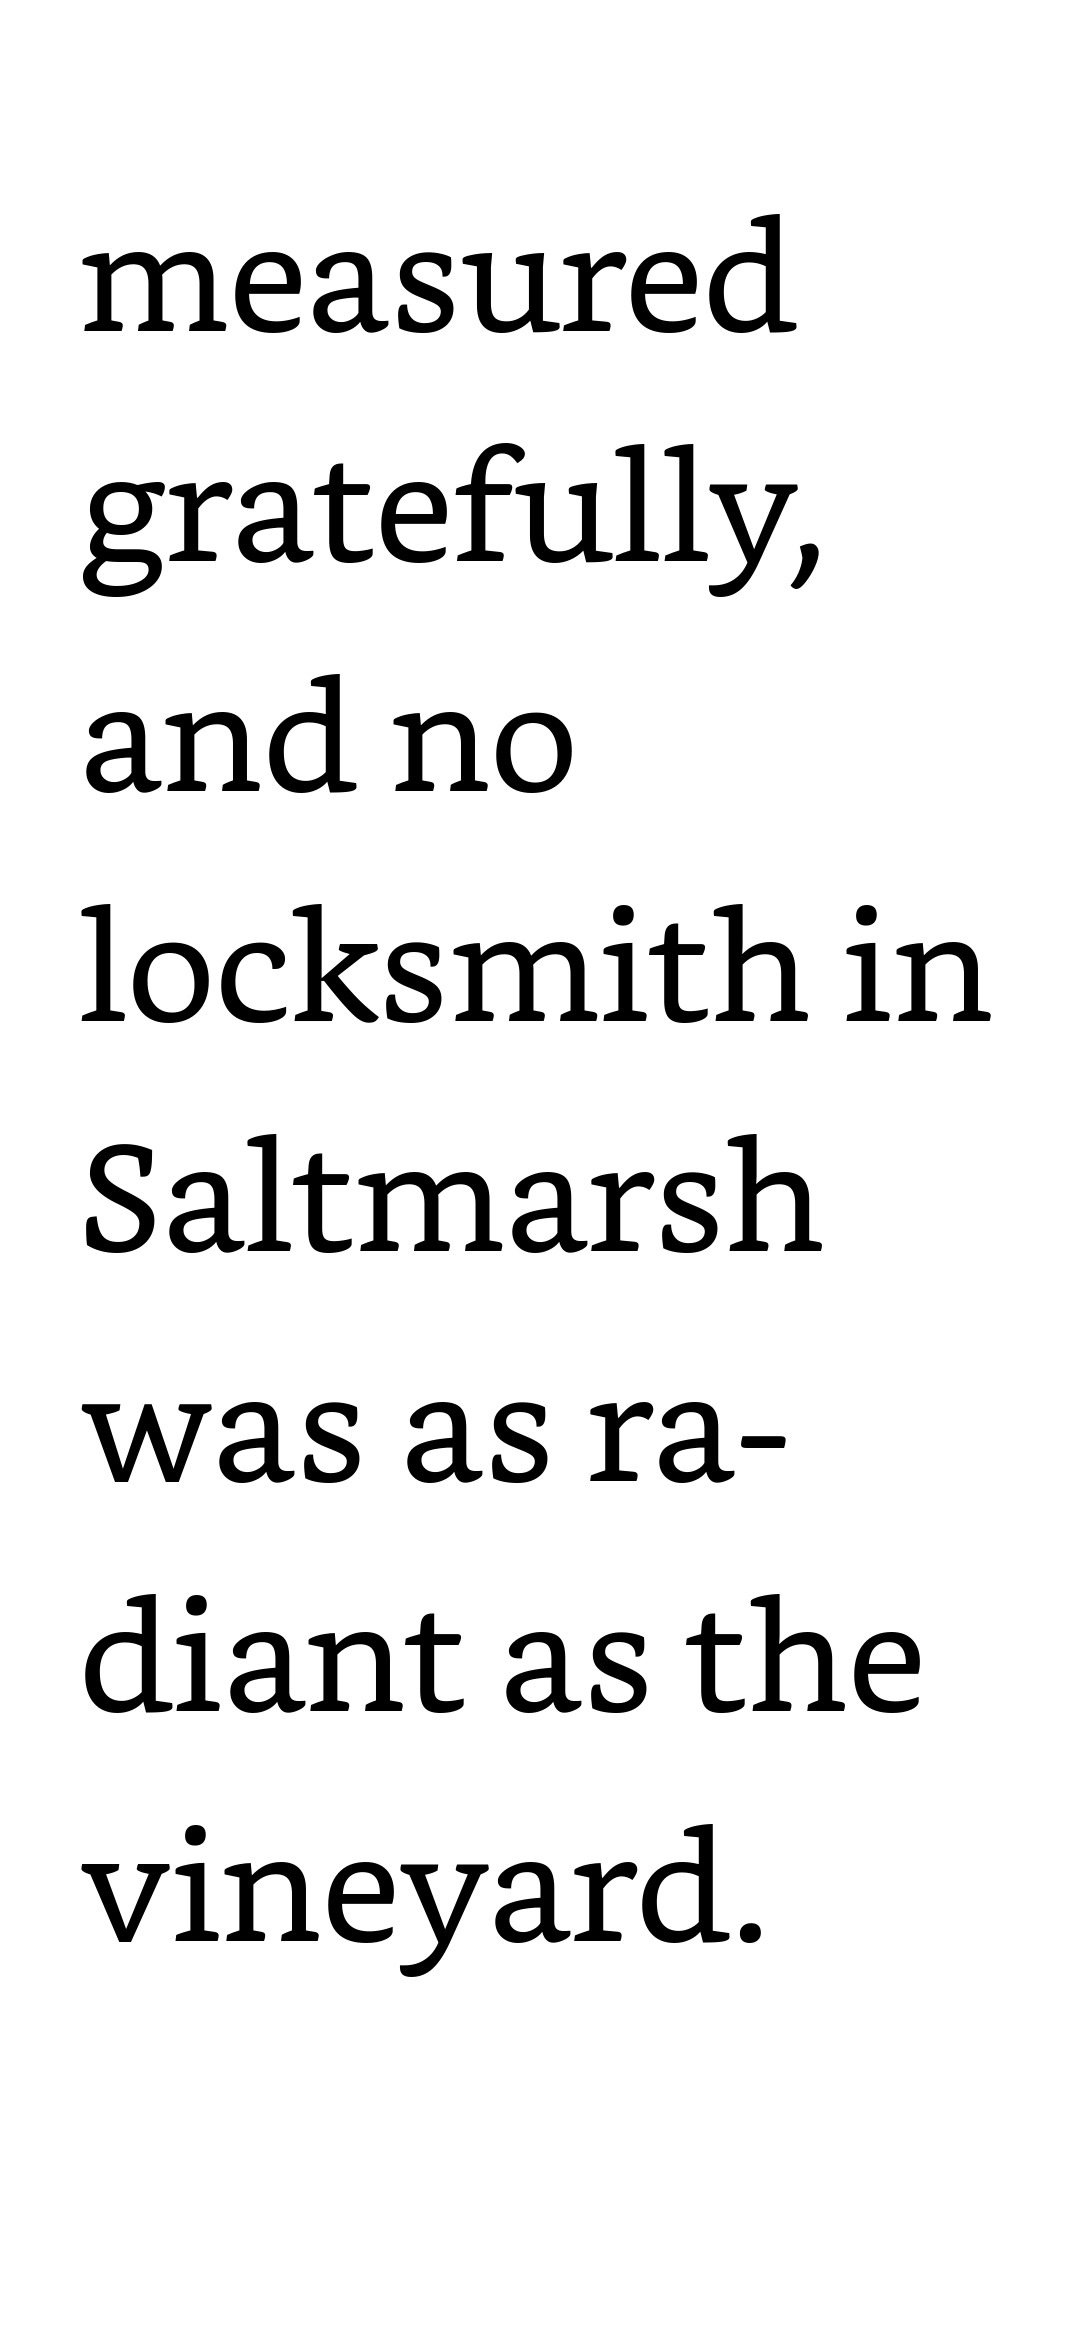 measured
gratefully,
and no
locksmith in
Saltmarsh
was as ra-
diant as the
vineyard.